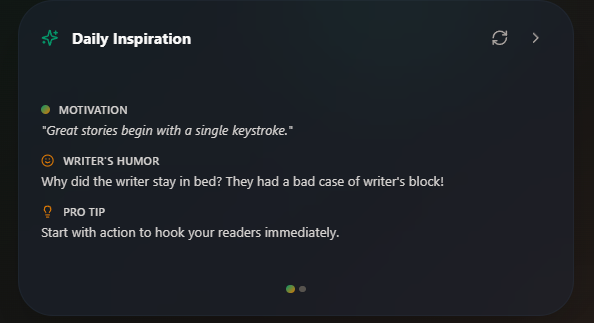 Daily Inspiration
MOTIVATION
"Great stories begin with a single keystroke."
WRITER'S HUMOR
Why did the writer stay in bed? They had a bad case of writer's block!
PRO TIP
Start with action to hook your readers immediately.